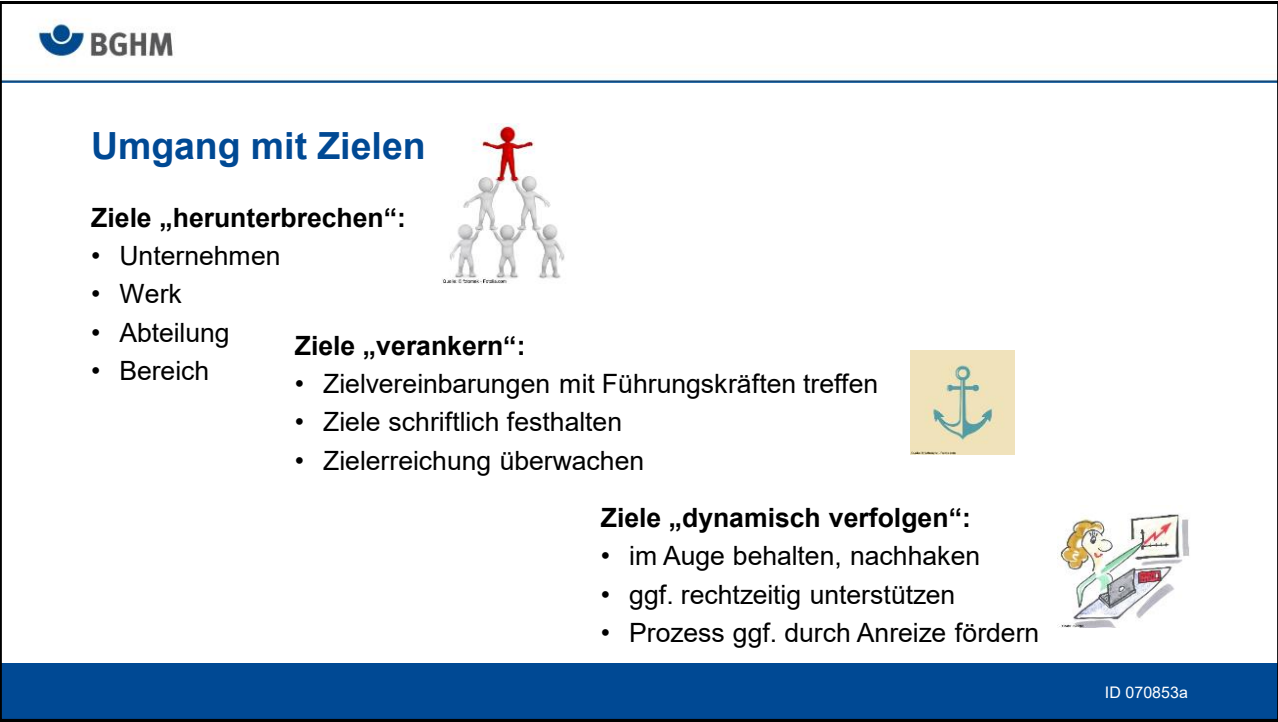 BGHM
Umgang mit Zielen
Ziele „herunterbrechen“:
• Unternehmen
• Werk
• Abteilung
• Bereich
Ziele „verankern“:
• Zielvereinbarungen mit Führungskräften treffen
• Ziele schriftlich festhalten
• Zielerreichung überwachen
Ziele „dynamisch verfolgen“:
• im Auge behalten, nachhaken
• ggf. rechtzeitig unterstützen
• Prozess ggf. durch Anreize fördern
ID 070853a